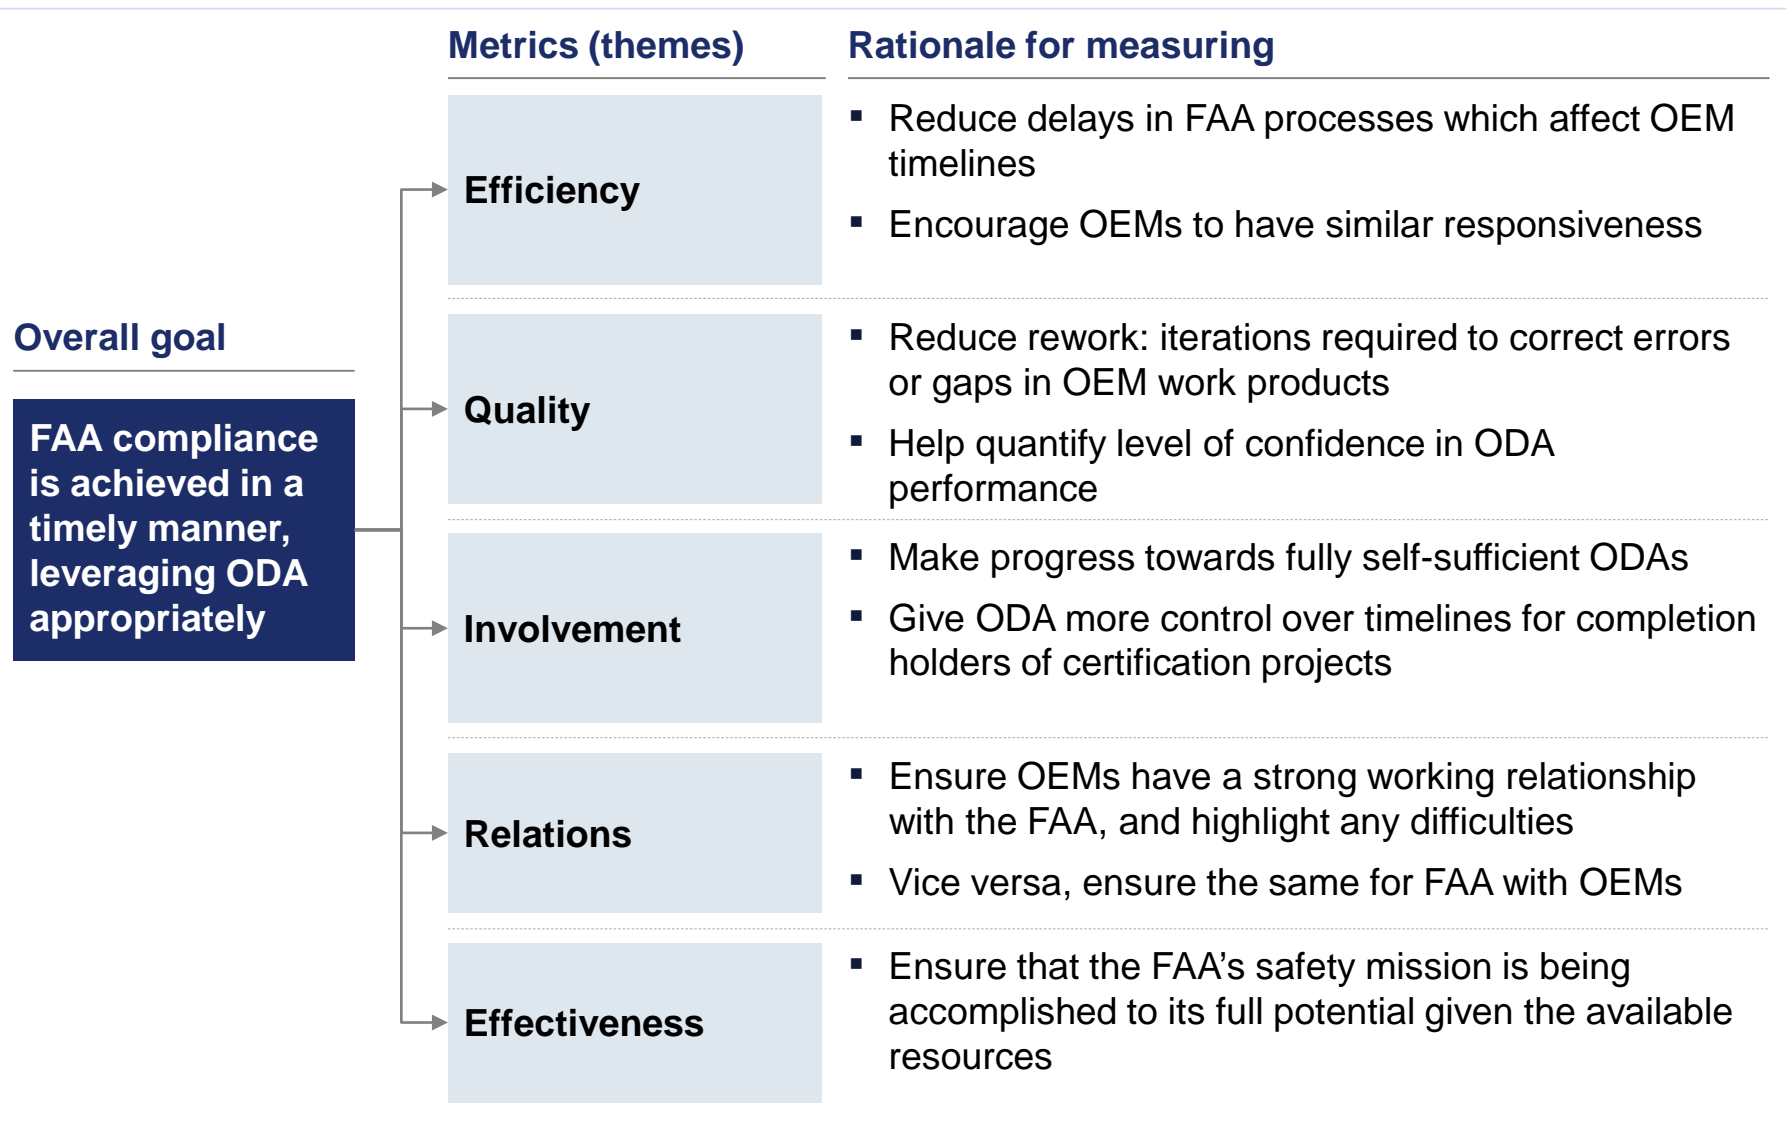 Metrics (themes)
Rationale for measuring
Efficiency
▪ Reduce delays in FAA processes which affect OEM
timelines
▪ Encourage OEMs to have similar responsiveness
Overall goal
FAA compliance
is achieved in a
timely manner,
leveraging ODA
appropriately
Quality
▪ Reduce rework: iterations required to correct errors
or gaps in OEM work products
▪ Help quantify level of confidence in ODA
performance
Involvement
▪ Make progress towards fully self-sufficient ODAs
▪ Give ODA more control over timelines for completion
holders of certification projects
Relations
▪ Ensure OEMs have a strong working relationship
with the FAA, and highlight any difficulties
▪ Vice versa, ensure the same for FAA with OEMs
Effectiveness
▪ Ensure that the FAA’s safety mission is being
accomplished to its full potential given the available
resources